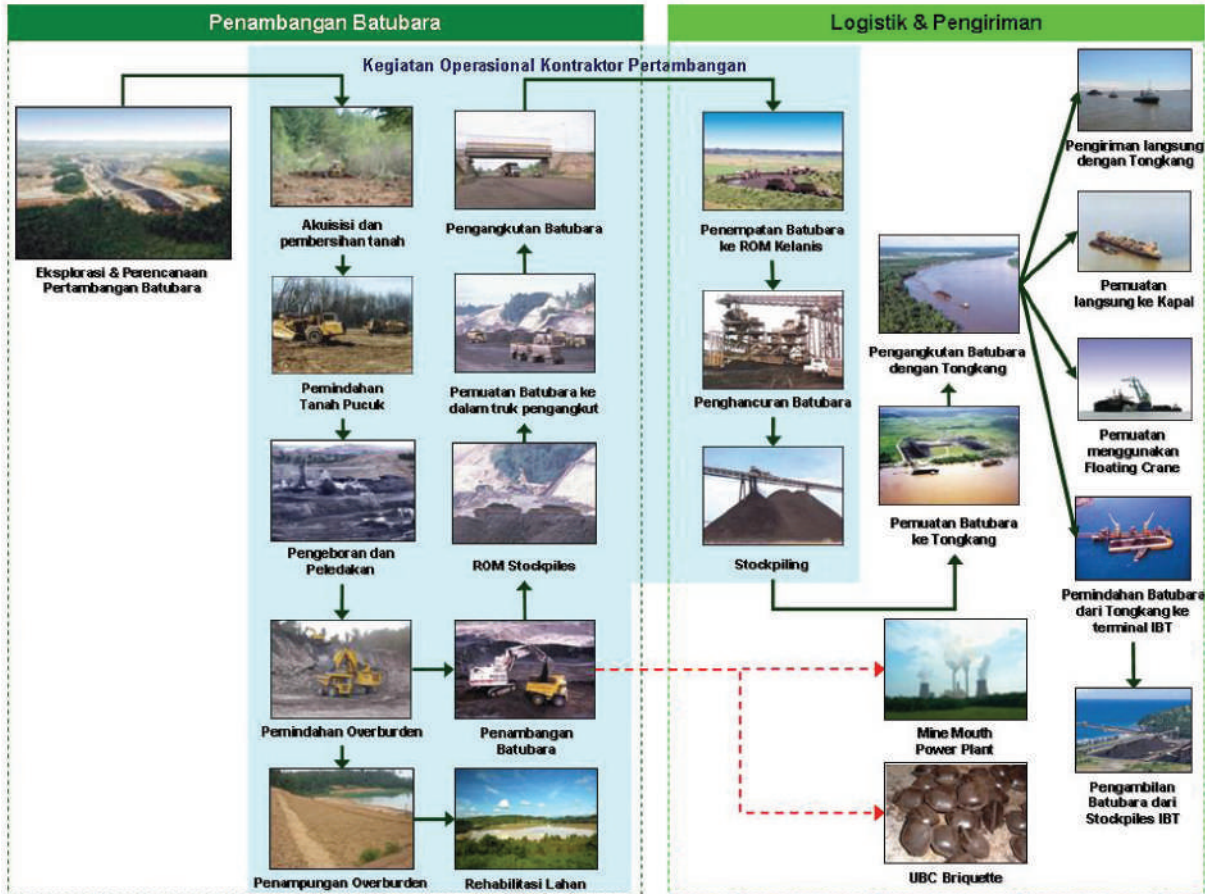 Penambangan Batubara
Logistik & Pengiriman
Kegiatan Operasional Kontraktor Pertambangan
Eksplorasi & Perencanaan
Pertambangan Batubara
Akuisisi dan
pembersihan tanah
Pemindahan
Tanah Pucuk
Pengeboran dan
Peledakan
Pemindahan Overburden
Penampungan Overburden
Pengangkutan Batubara
Pemuatan Batubara ke
dalam truk pengangkut
ROM Stockpiles
Penambangan
Batubara
Rehabilitasi Lahan
Penempatan Batubara
ke ROM Kelanis
Penghancuran Batubara
Stockpiling
Pengangkutan Batubara
dengan Tongkang
Pemuatan Batubara
ke Tongkang
Mine Mouth
Power Plant
UBC Briquette
Pengiriman langsung
dengan Tongkang
Pemuatan
langsung ke Kapal
Pemuatan
menggunakan
Floating Crane
Pemindahan Batubara
dari Tongkang ke
terminal IBT
Pengambilan
Batubara dari
Stockpiles IBT